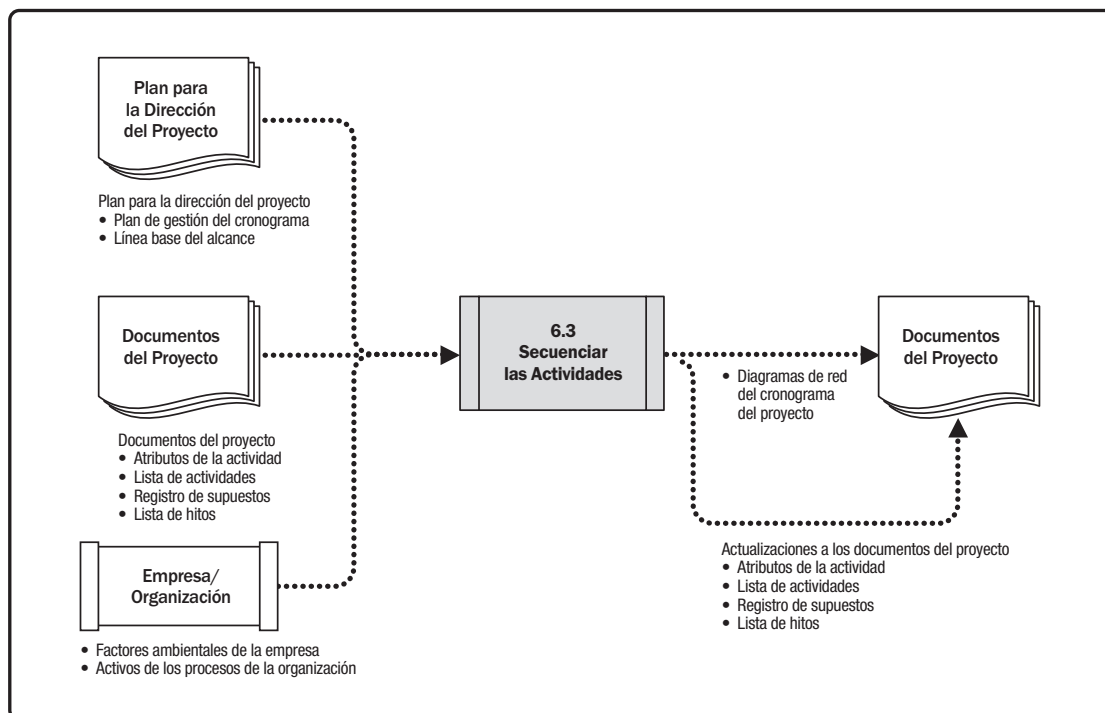 Plan para
la Dirección
del Proyecto
Plan para la dirección del proyecto
• Plan de gestión del cronograma
• Línea base del alcance
Documentos
del Proyecto
Documentos del proyecto
• Atributos de la actividad
• Lista de actividades
• Registro de supuestos
• Lista de hitos
Empresa/
Organización
• Factores ambientales de la empresa
• Activos de los procesos de la organización
6.3
Secuenciar
las Actividades
• Diagramas de red
del cronograma
del proyecto
Documentos
del Proyecto
Actualizaciones a los documentos del proyecto
• Atributos de la actividad
• Lista de actividades
• Registro de supuestos
• Lista de hitos